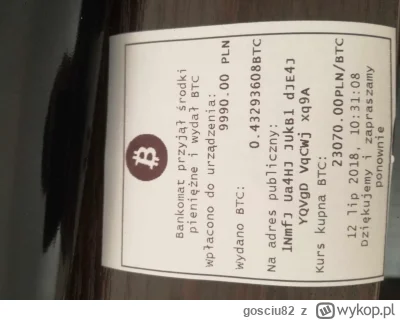 Bankomat przyjął środki
pieniężne i wydał BTC
Wpłacono do urządzenia:
9990.00 PLN
Wydano BTC:
0.43293608BTC
Na adres publiczny:
1NmfJ Ua4HJ JUkB1 dJE4J
YQVgD VqCWj xq9A
Kurs kupna BTC:
23070.00PLN/BTC
12 lip 2018, 10:31:08
Dziękujemy i zapraszamy
ponownie
gosciu82 z wykop.pl